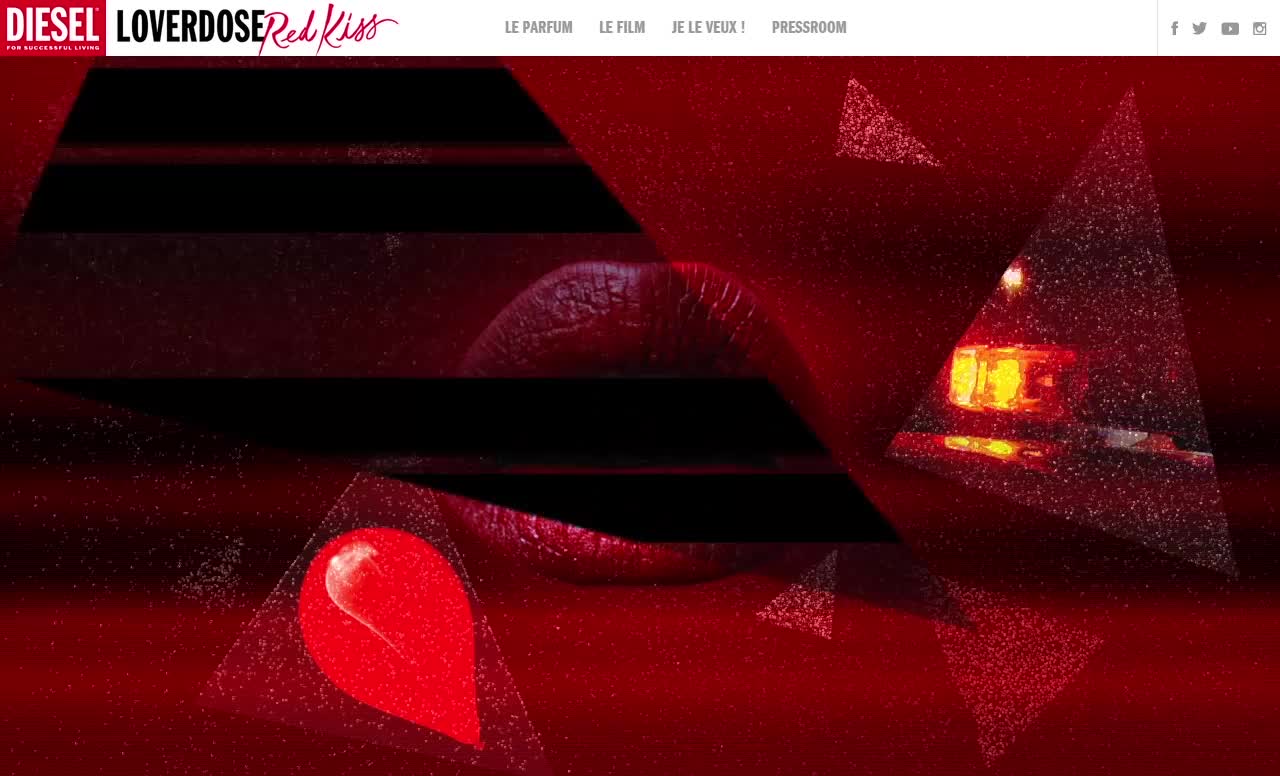 DIESEL
FOR SUCCESSFUL LIVING
LOVERDOSE Red Kiss
LE PARFUM LE FILM JE LE VEUX ! PRESSROOM